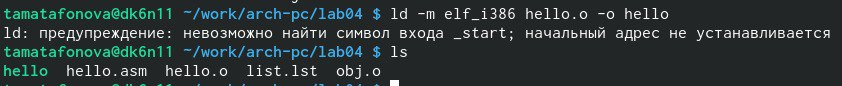 tamatafonova@dk6n11 ~/work/arch-pc/lab04 $ ld -m elf_i386 hello.o -o hello
ld: предупреждение: невозможно найти символ входа _start; начальный адрес не устанавливается
tamatafonova@dk6n11 ~/work/arch-pc/lab04 $ ls
hello  hello.asm  hello.o  list.lst  obj.o